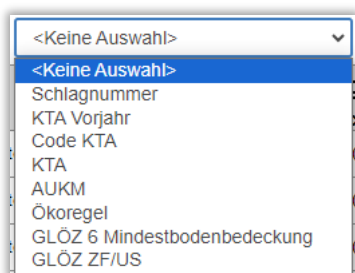 <Keine Auswahl>
<Keine Auswahl>
Schlagnummer
KTA Vorjahr
Code KTA
KTA
AUKM
Ökoregel
GLÖZ 6 Mindestbodenbedeckung
GLÖZ ZF/US